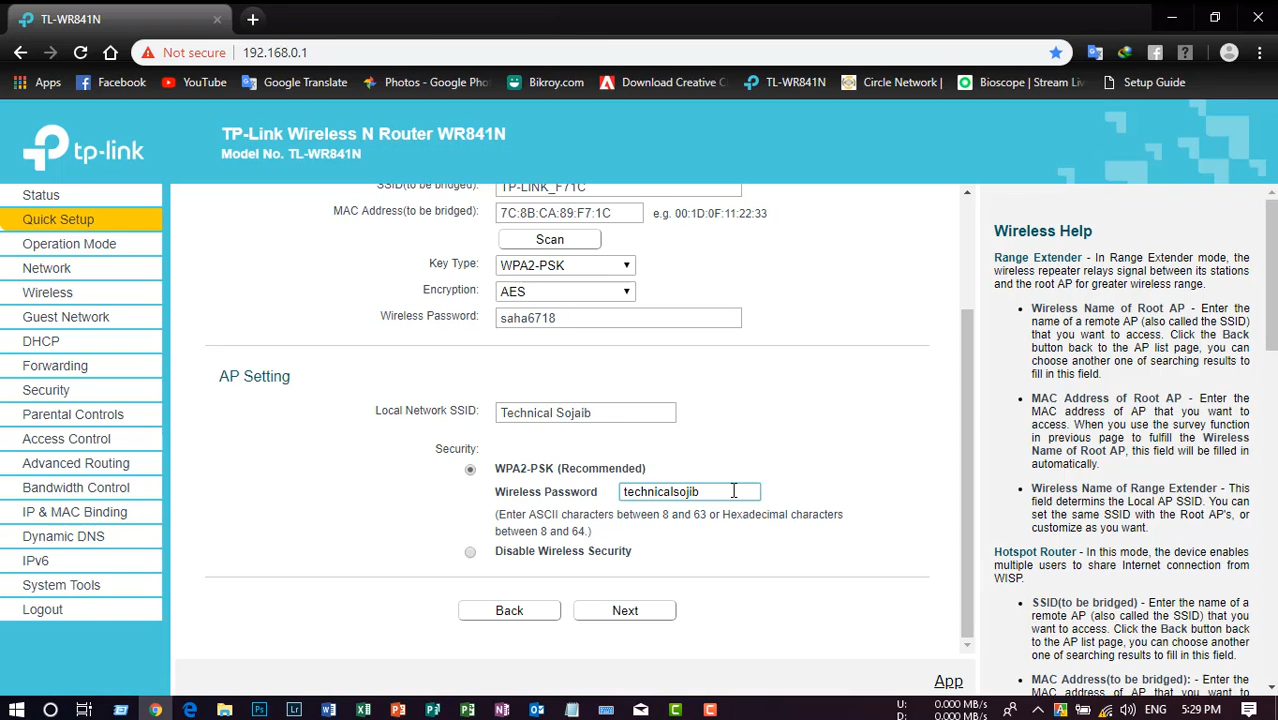 TL-WR841N
Not secure 192.168.0.1
Apps Facebook YouTube Google Translate Photos - Google Pho Bikroy.com Download Creative C TL-WR841N Circle Network | Bioscope | Stream Liv Setup Guide
tp-link
TP-Link Wireless N Router WR841N
Model No. TL-WR841N
Status
Quick Setup
Operation Mode
Network
Wireless
Guest Network
DHCP
Forwarding
Security
Parental Controls
Access Control
Advanced Routing
Bandwidth Control
IP & MAC Binding
Dynamic DNS
IPv6
System Tools
Logout
SSID(to be bridged): TP-LINK_F71C
MAC Address(to be bridged): 7C:8B:CA:89:F7:1C e.g. 00:1D:0F:11:22:33
Scan
Key Type: WPA2-PSK
Encryption: AES
Wireless Password: saha6718
AP Setting
Local Network SSID: Technical Sojaib
Security:
WPA2-PSK (Recommended)
Wireless Password technicalsojib
(Enter ASCII characters between 8 and 63 or Hexadecimal characters
between 8 and 64.)
Disable Wireless Security
Back Next
App
Wireless Help
Range Extender - In Range Extender mode, the
wireless repeater relays signal between its stations
and the root AP for greater wireless range.
• Wireless Name of Root AP - Enter the
name of a remote AP (also called the SSID)
that you want to access. Click the Back
button back to the AP list page, you can
choose another one of searching results to
fill in this field.
• MAC Address of Root AP - Enter the
MAC address of AP that you want to
access. When you use the survey function
in previous page to fulfill the Wireless
Name of Root AP, this field will be filled in
automatically.
• Wireless Name of Range Extender - This
field determins the Local AP SSID. You can
set the same SSID with the Root AP's, or
customize as you want.
Hotspot Router - In this mode, the device enables
multiple users to share Internet connection from
WISP.
• SSID(to be bridged) - Enter the name of a
remote AP (also called the SSID) that you
want to access. Click the Back button back
to the AP list page, you can choose another
one of searching results to fill in this field.
• MAC Address(to be bridged): - Enter the
U: 0.000 MB/s
D: 0.000 MB/s
ENG 5:29 PM